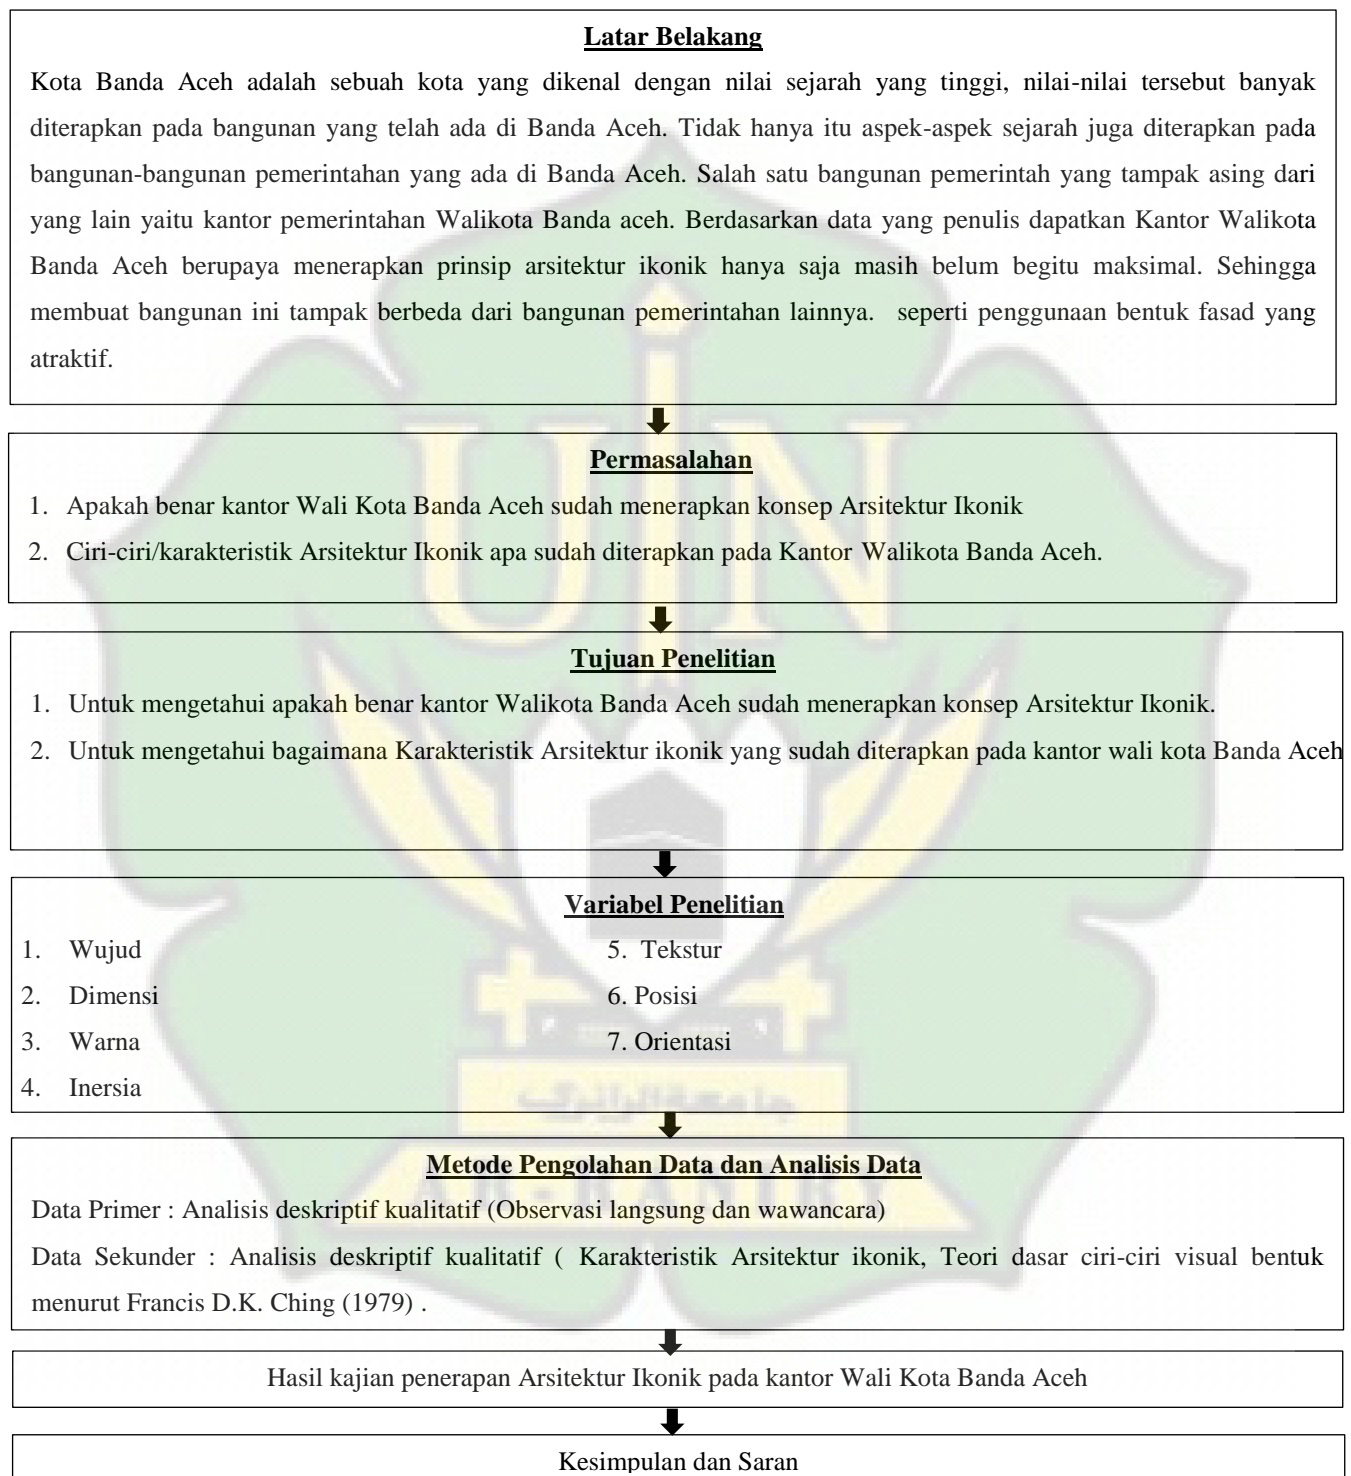 Latar Belakang
Kota Banda Aceh adalah sebuah kota yang dikenal dengan nilai sejarah yang tinggi, nilai-nilai tersebut banyak
diterapkan pada bangunan yang telah ada di Banda Aceh. Tidak hanya itu aspek-aspek sejarah juga diterapkan pada
bangunan-bangunan pemerintahan yang ada di Banda Aceh. Salah satu bangunan pemerintah yang tampak asing dari
yang lain yaitu kantor pemerintahan Walikota Banda aceh. Berdasarkan data yang penulis dapatkan Kantor Walikota
Banda Aceh berupaya menerapkan prinsip arsitektur ikonik hanya saja masih belum begitu maksimal. Sehingga
membuat bangunan ini tampak berbeda dari bangunan pemerintahan lainnya. seperti penggunaan bentuk fasad yang
atraktif.
Permasalahan
1. Apakah benar kantor Wali Kota Banda Aceh sudah menerapkan konsep Arsitektur Ikonik
2. Ciri-ciri/karakteristik Arsitektur Ikonik apa sudah diterapkan pada Kantor Walikota Banda Aceh.
Tujuan Penelitian
1. Untuk mengetahui apakah benar kantor Walikota Banda Aceh sudah menerapkan konsep Arsitektur Ikonik.
2. Untuk mengetahui bagaimana Karakteristik Arsitektur ikonik yang sudah diterapkan pada kantor wali kota Banda Aceh
Variabel Penelitian
1. Wujud
2. Dimensi
3. Warna
4. Inersia
5. Tekstur
6. Posisi
7. Orientasi
Metode Pengolahan Data dan Analisis Data
Data Primer : Analisis deskriptif kualitatif (Observasi langsung dan wawancara)
Data Sekunder : Analisis deskriptif kualitatif ( Karakteristik Arsitektur ikonik, Teori dasar ciri-ciri visual bentuk
menurut Francis D.K. Ching (1979) .
Hasil kajian penerapan Arsitektur Ikonik pada kantor Wali Kota Banda Aceh
Kesimpulan dan Saran
UIN
جامعة الرانري
AR-RANIRY